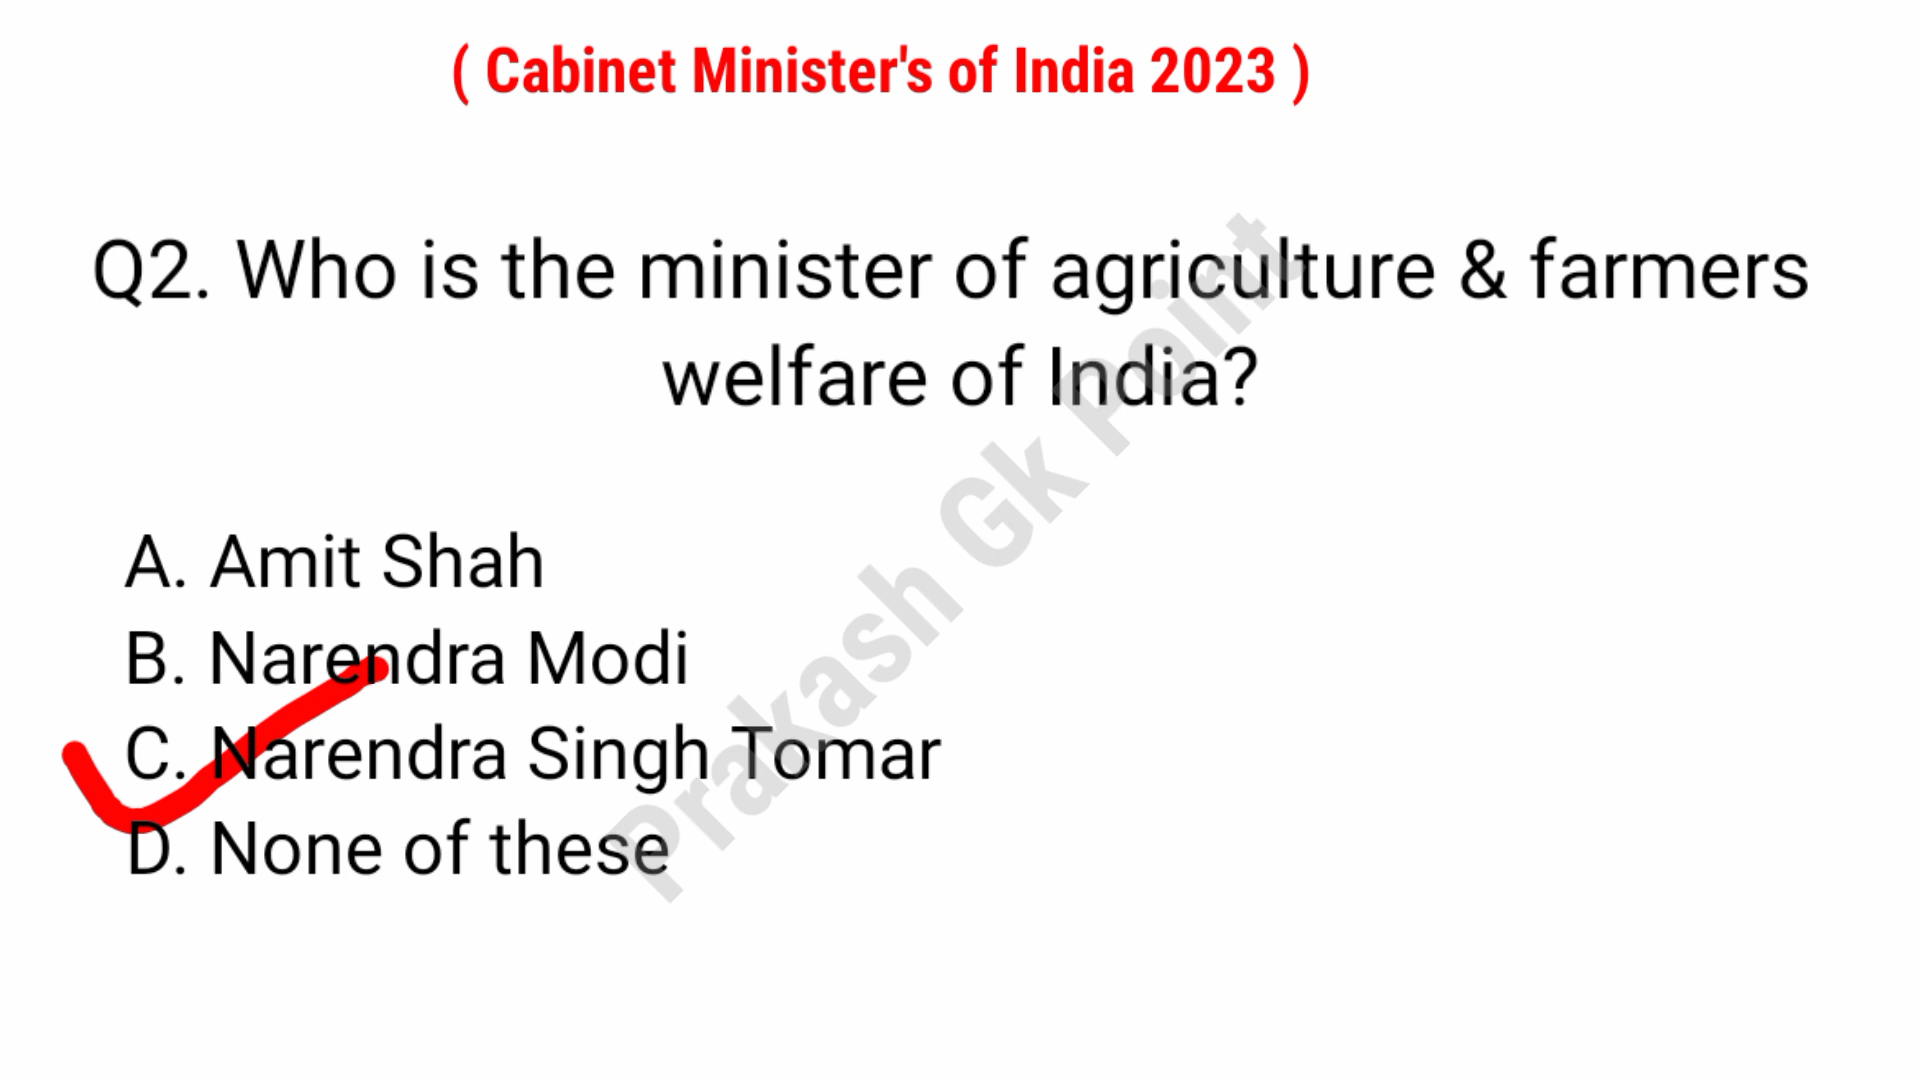 ( Cabinet Minister's of India 2023 )
Q2. Who is the minister of agriculture & farmers
welfare of India?
A. Amit Shah
B. Narendra Modi
C. Narendra Singh Tomar
D. None of these
Prakash Gk Point